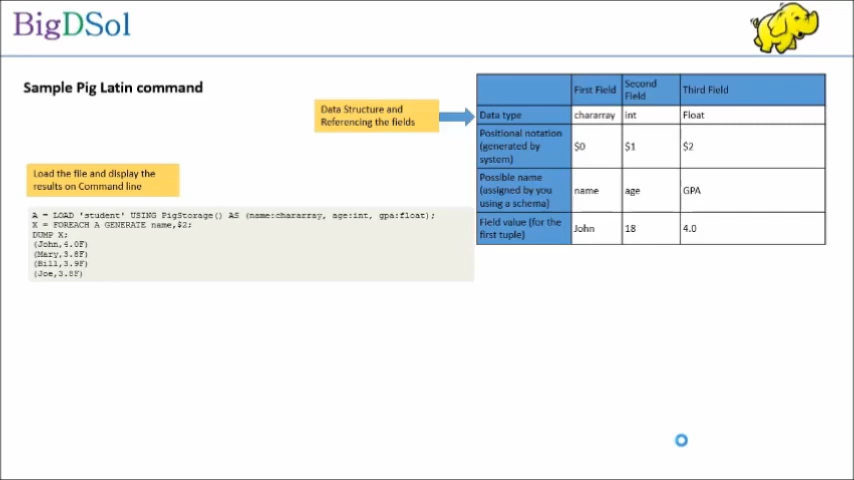 BigDSol
Sample Pig Latin command
Data Structure and
Referencing the fields
Load the file and display the
results on Command line
A = LOAD 'student' USING PigStorage() AS (name:chararray, age:int, gpa:float);
X = FOREACH A GENERATE name,$2;
DUMP X;
(John,4.0F)
(Mary,3.8F)
(Bill,3.9F)
(Joe,3.8F)
First Field
Second
Field
Third Field
Data type
chararray
int
Float
Positional notation
(generated by
system)
$0
$1
$2
Possible name
(assigned by you
using a schema)
name
age
GPA
Field value (for the
first tuple)
John
18
4.0